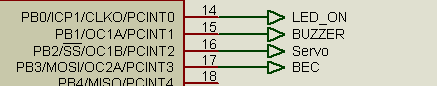 PB0/ICP1/CLKO/PCINT0 14 LED_ON
PB1/OC1A/PCINT1 15 BUZZER
PB2/SS/OC1B/PCINT2 16 Servo
PB3/MOSI/OC2A/PCINT3 17 BEC
PB4/MISO/PCINT4 18